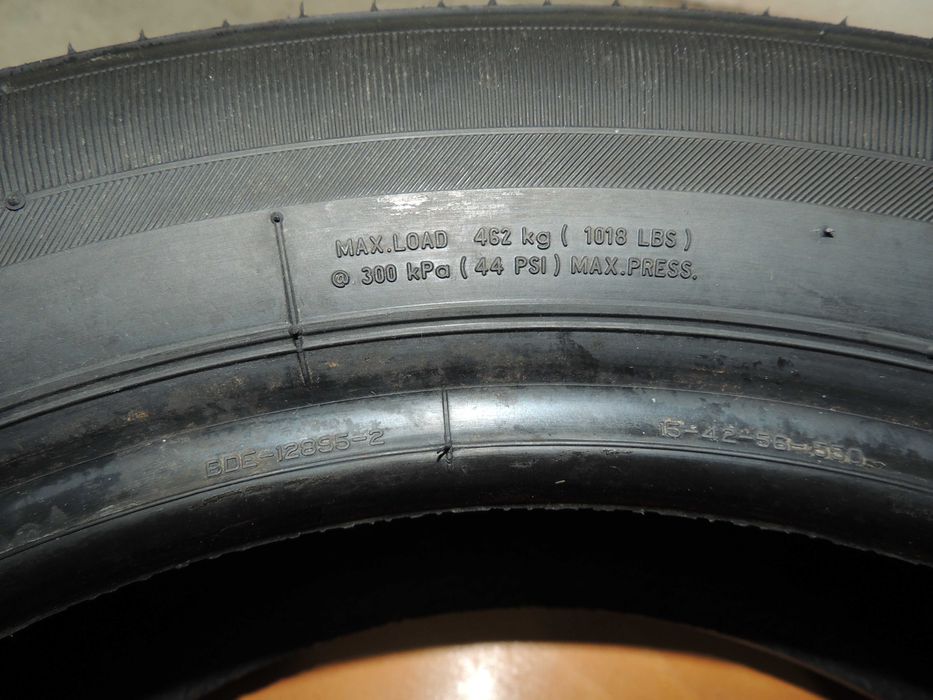 MAX.LOAD 462 kg ( 1018 LBS )
@ 300 kPa ( 44 PSI ) MAX.PRESS.